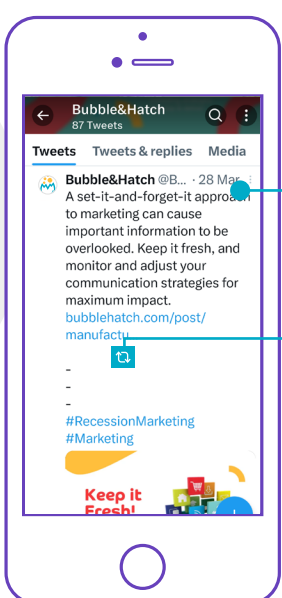 Bubble&Hatch
87 Tweets
Tweets Tweets & replies Media
Bubble&Hatch @B... · 28 Mar
A set-it-and-forget-it approach
to marketing can cause
important information to be
overlooked. Keep it fresh, and
monitor and adjust your
communication strategies for
maximum impact.
bubblehatch.com/post/
manufactu...
-
-
-
#RecessionMarketing
#Marketing
Keep it
Fresh!